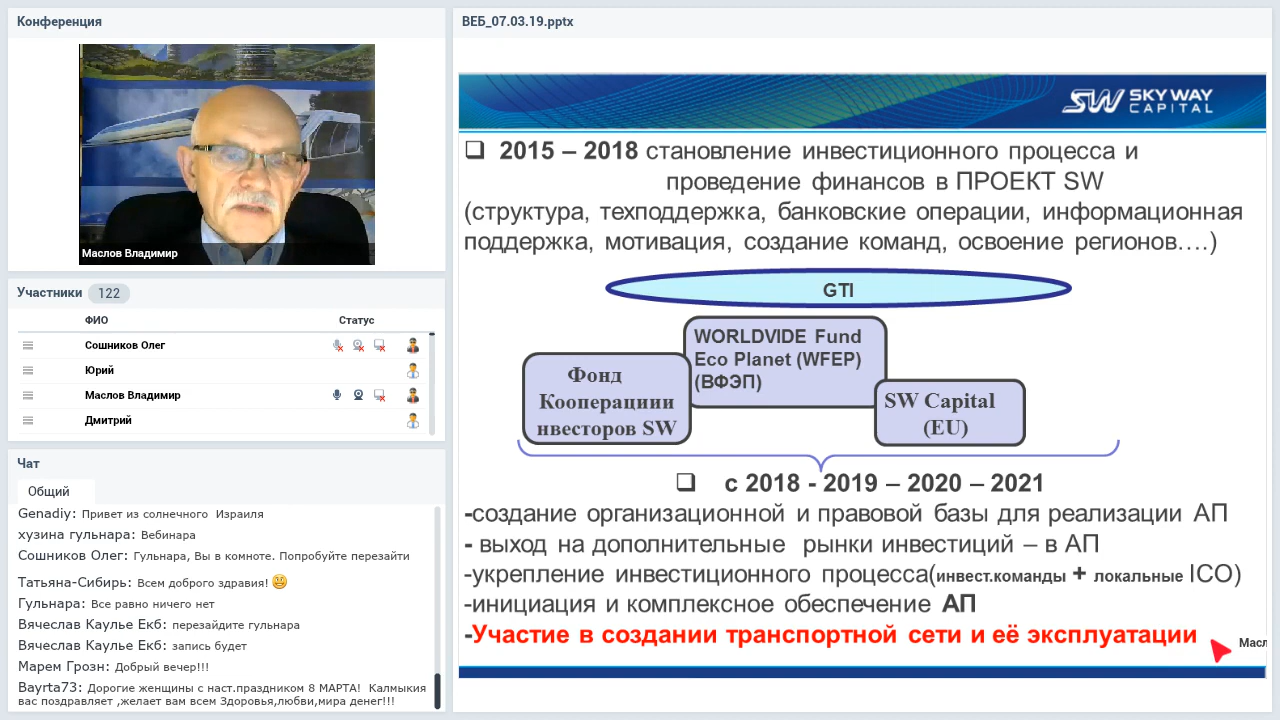 Конференция
Маслов Владимир
Участники 122
ФИО Статус
Сошников Олег
Юрий
Маслов Владимир
Дмитрий
Чат
Общий
Genadiy: Привет из солнечного Израиля
хузина гульнара: Вебинара
Сошников Олег: Гульнара, Вы в комноте. Попробуйте перезайти
Татьяна-Сибирь: Всем доброго здравия!
Гульнара: Все равно ничего нет
Вячеслав Каулье Екб: перезайдите гульнара
Вячеслав Каулье Екб: запись будет
Марем Грозн: Добрый вечер!!!
Bayrta73: Дорогие женщины с наст.праздником 8 МАРТА! Калмыкия
вас поздравляет ,желает вам всем Здоровья,любви,мира денег!!!
ВЕБ_07.03.19.pptx
SW SKY WAY
CAPITAL
❑ 2015 – 2018 становление инвестиционного процесса и
проведение финансов в ПРОЕКТ SW
(структура, техподдержка, банковские операции, информационная
поддержка, мотивация, создание команд, освоение регионов….)
GTI
WORLDVIDE Fund
Eco Planet (WFEP)
(ВФЭП)
Фонд
Кооперациии
нвесторов SW
SW Capital
(EU)
❑ с 2018 - 2019 – 2020 – 2021
-создание организационной и правовой базы для реализации АП
- выход на дополнительные рынки инвестиций – в АП
-укрепление инвестиционного процесса(инвест.команды + локальные ICO)
-инициация и комплексное обеспечение АП
-Участие в создании транспортной сети и её эксплуатации
Масл